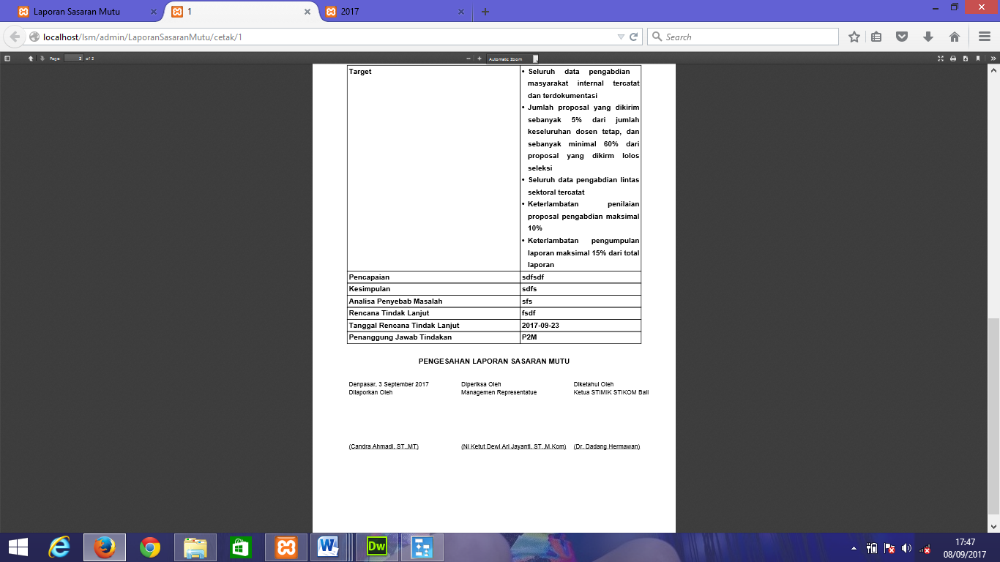 Laporan Sasaran Mutu
1
2017
localhost/lsm/admin/LaporanSasaranMutu/cetak/1
Search
Page: 2 of 2
Automatic Zoom
Target
• Seluruh data pengabdian
masyarakat internal tercatat
dan terdokumentasi
• Jumlah proposal yang dikirim
sebanyak 5% dari jumlah
keseluruhan dosen tetap, dan
sebanyak minimal 60% dari
proposal yang dikirm lolos
seleksi
• Seluruh data pengabdian lintas
sektoral tercatat
• Keterlambatan penilaian
proposal pengabdian maksimal
10%
• Keterlambatan pengumpulan
laporan maksimal 15% dari total
laporan
Pencapaian sdfsdf
Kesimpulan sdfs
Analisa Penyebab Masalah sfs
Rencana Tindak Lanjut fsdf
Tanggal Rencana Tindak Lanjut 2017-09-23
Penanggung Jawab Tindakan P2M
PENGESAHAN LAPORAN SASARAN MUTU
Denpasar, 3 September 2017 Diperiksa Oleh Diketahui Oleh
Dilaporkan Oleh Managemen Representatue Ketua STIMIK STIKOM Bali
(Candra Ahmadi, ST.,MT) (Ni Ketut Dewi Ari Jayanti, ST.,M.Kom) (Dr. Dadang Hermawan)
Dw
17:47
08/09/2017